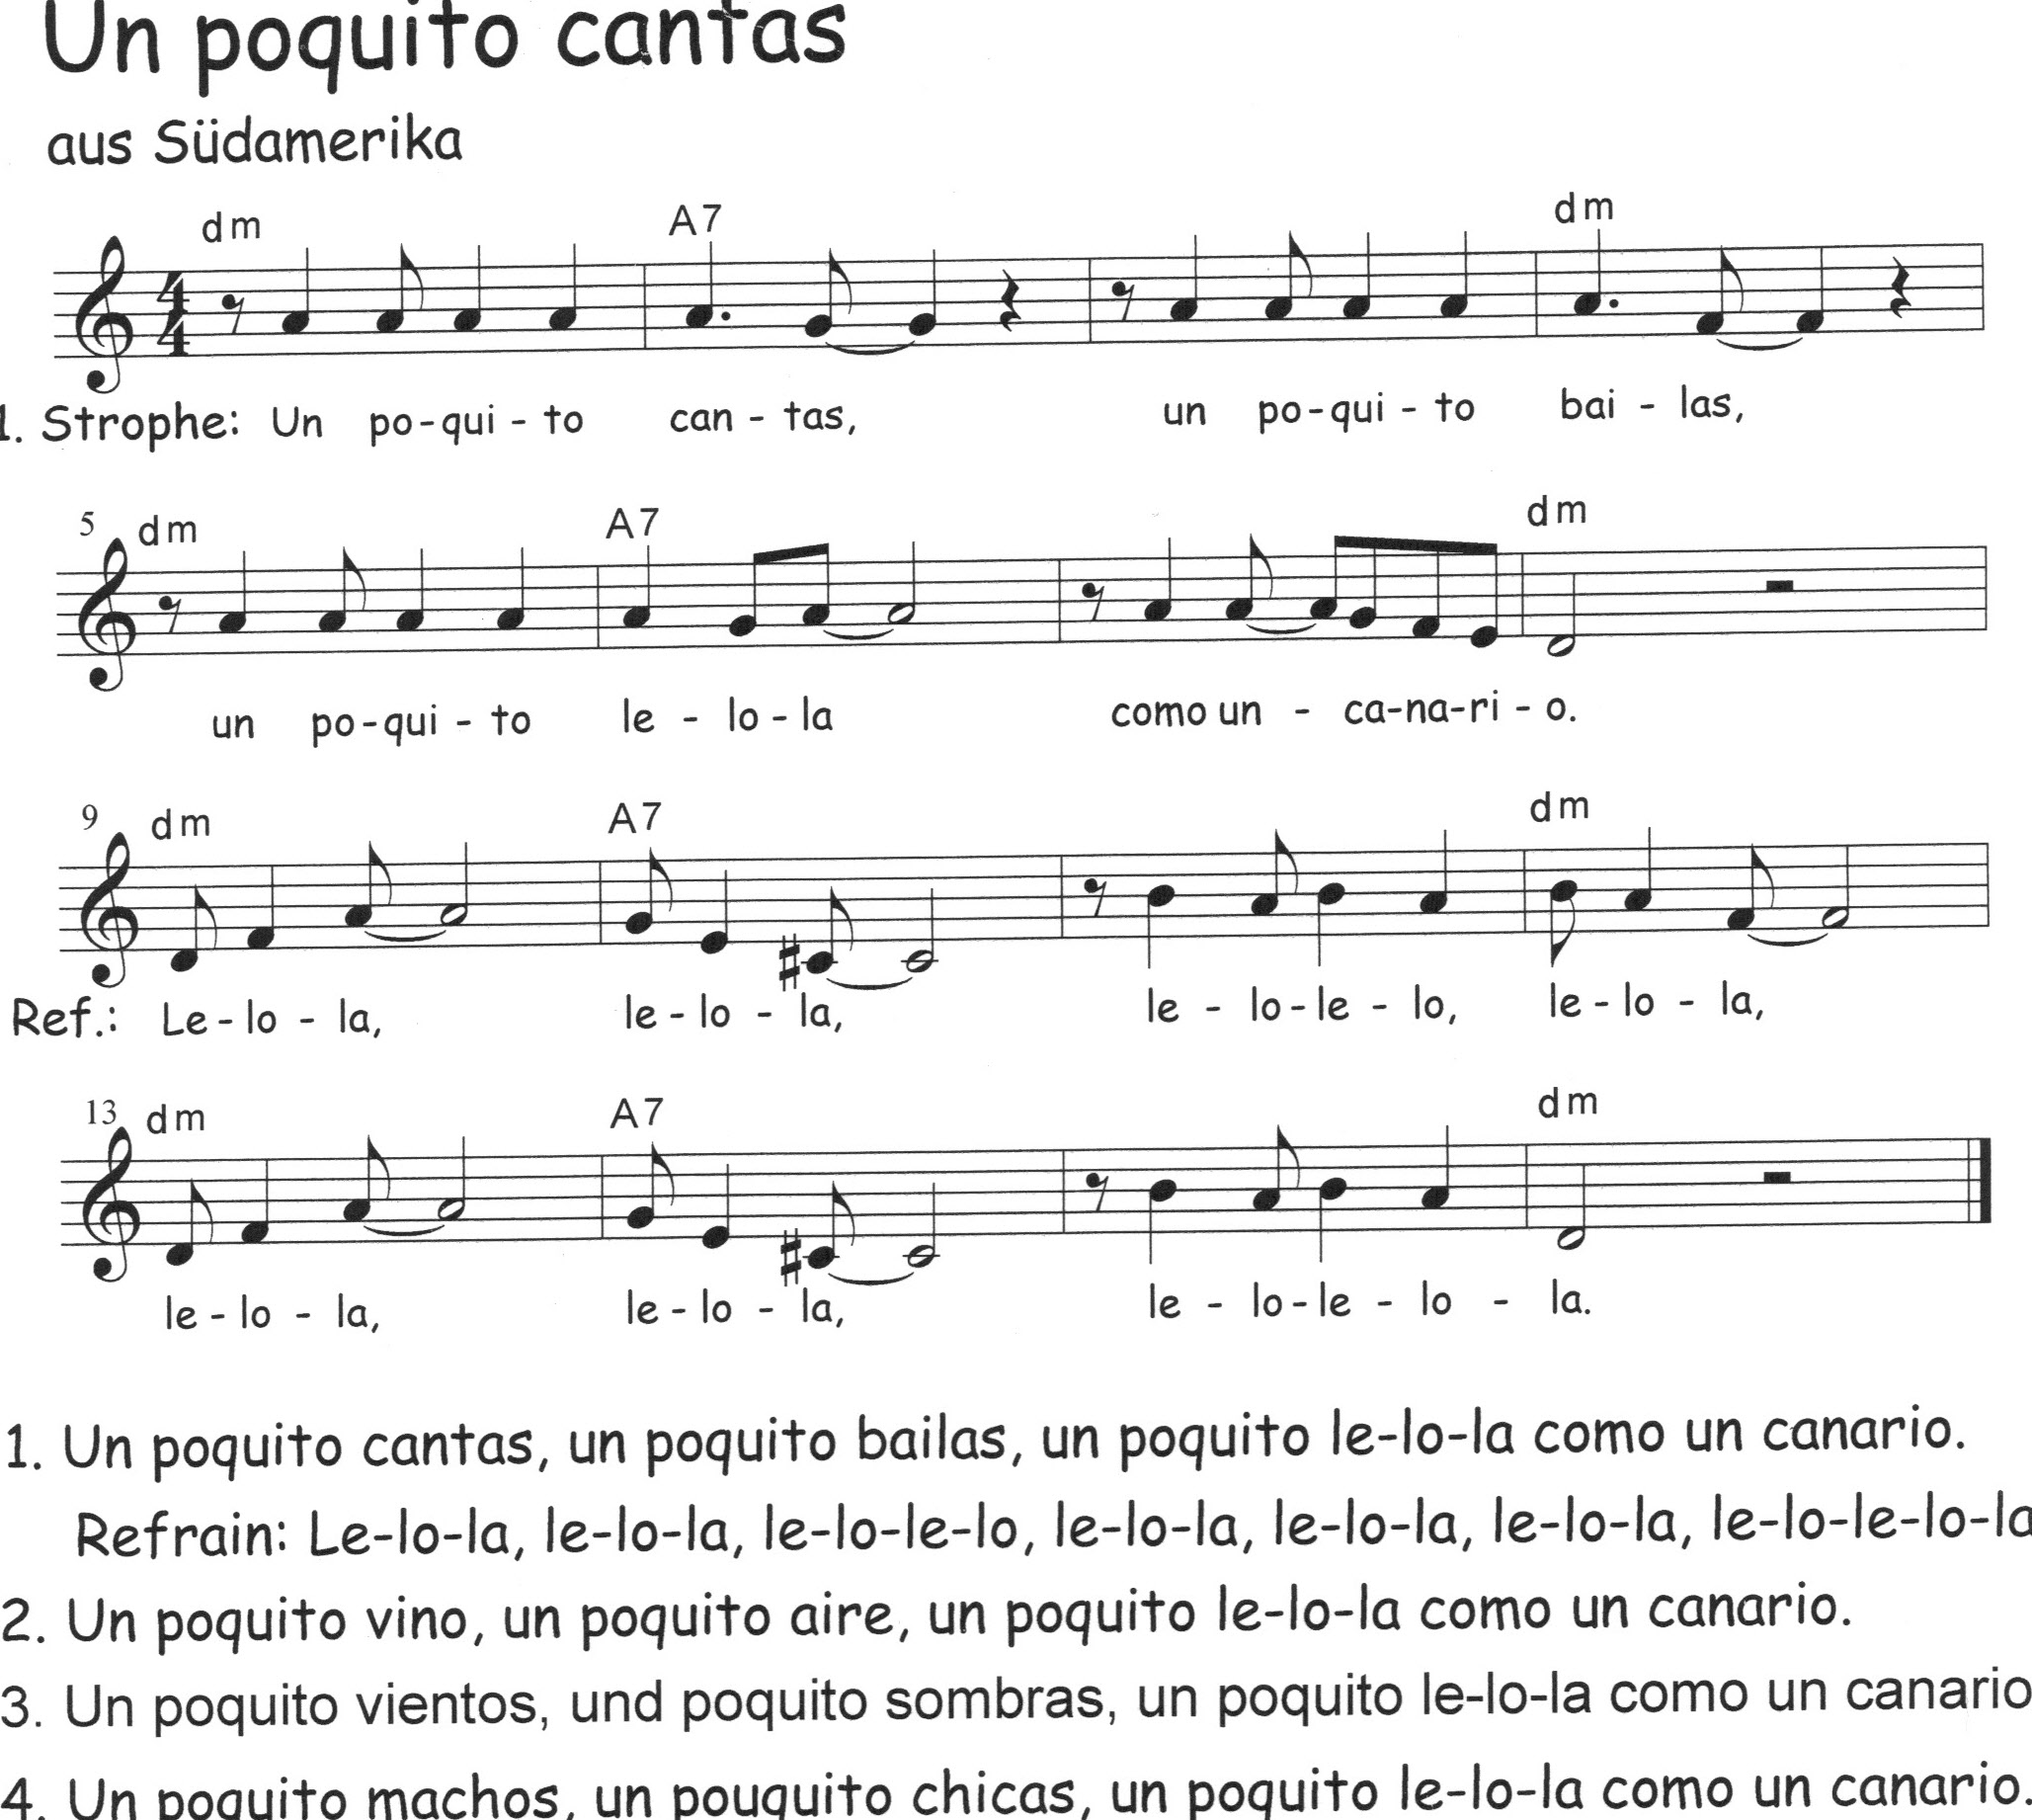 Un poquito cantas
aus Südamerika
dm A7 dm
4
4
1. Strophe: Un po-qui-to can-tas, un po-qui-to bai-las,
5 dm A7 dm
un po-qui-to le-lo-la como un - ca-na-ri-o.
9 dm A7 dm
Ref.: Le-lo-la, le-lo-la, le-lo-le-lo, le-lo-la,
13 dm A7 dm
le-lo-la, le-lo-la, le-lo-le-lo-la.
1. Un poquito cantas, un poquito bailas, un poquito le-lo-la como un canario.
Refrain: Le-lo-la, le-lo-la, le-lo-le-lo, le-lo-la, le-lo-la, le-lo-la, le-lo-le-lo-la
2. Un poquito vino, un poquito aire, un poquito le-lo-la como un canario.
3. Un poquito vientos, und poquito sombras, un poquito le-lo-la como un canario
4. Un poquito machos, un pouquito chicas, un poquito le-lo-la como un canario.